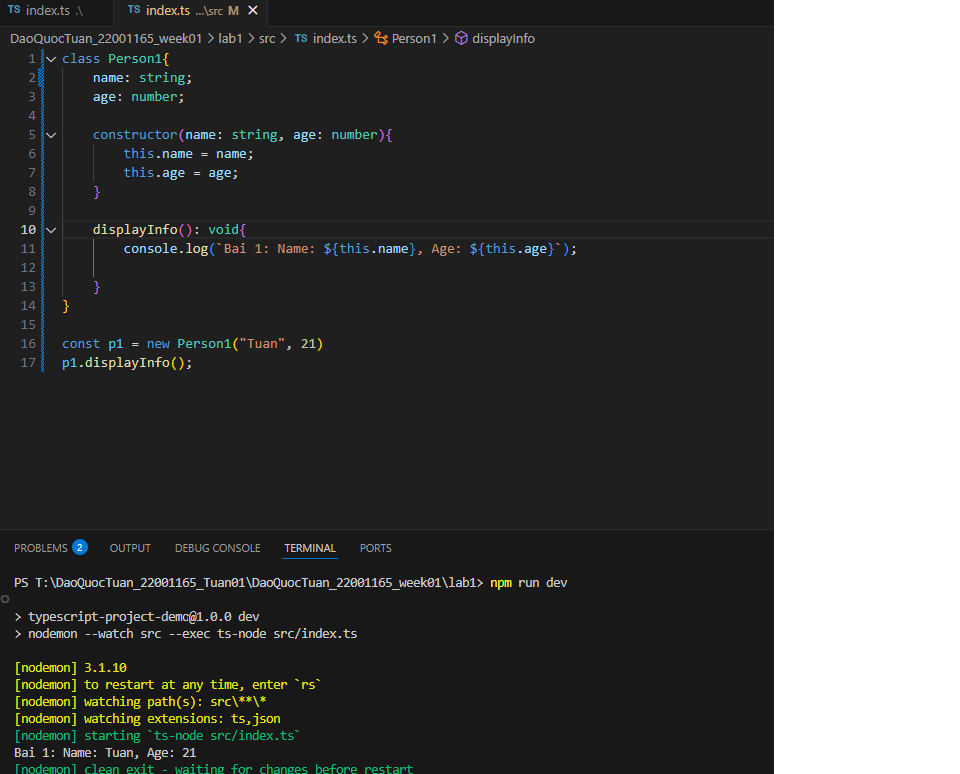 TS index.ts .\ TS index.ts ...\src M ✕
DaoQuocTuan_22001165_week01 > lab1 > src > TS index.ts > Person1 > displayInfo
1 class Person1{
2 name: string;
3 age: number;
4
5 constructor(name: string, age: number){
6 this.name = name;
7 this.age = age;
8 }
9
10 displayInfo(): void{
11 console.log(`Bai 1: Name: ${this.name}, Age: ${this.age}`);
12
13 }
14 }
15
16 const p1 = new Person1("Tuan", 21)
17 p1.displayInfo();
PROBLEMS 2 OUTPUT DEBUG CONSOLE TERMINAL PORTS
PS T:\DaoQuocTuan_22001165_Tuan01\DaoQuocTuan_22001165_week01\lab1> npm run dev
> typescript-project-demo@1.0.0 dev
> nodemon --watch src --exec ts-node src/index.ts
[nodemon] 3.1.10
[nodemon] to restart at any time, enter `rs`
[nodemon] watching path(s): src\**\*
[nodemon] watching extensions: ts,json
[nodemon] starting `ts-node src/index.ts`
Bai 1: Name: Tuan, Age: 21
[nodemon] clean exit - waiting for changes before restart